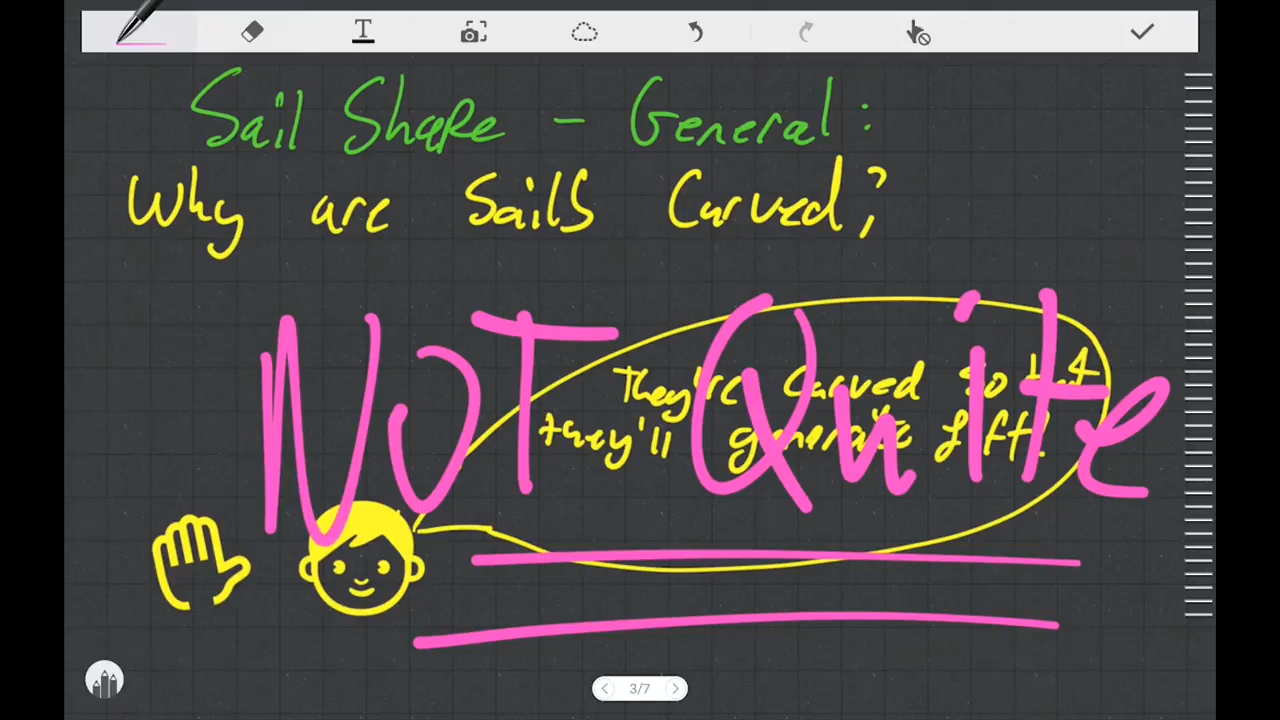 T
Sail Shape - General:
Why are Sails Curved?
They're curved so that
they'll generate lift!
NOT Quite
3/7